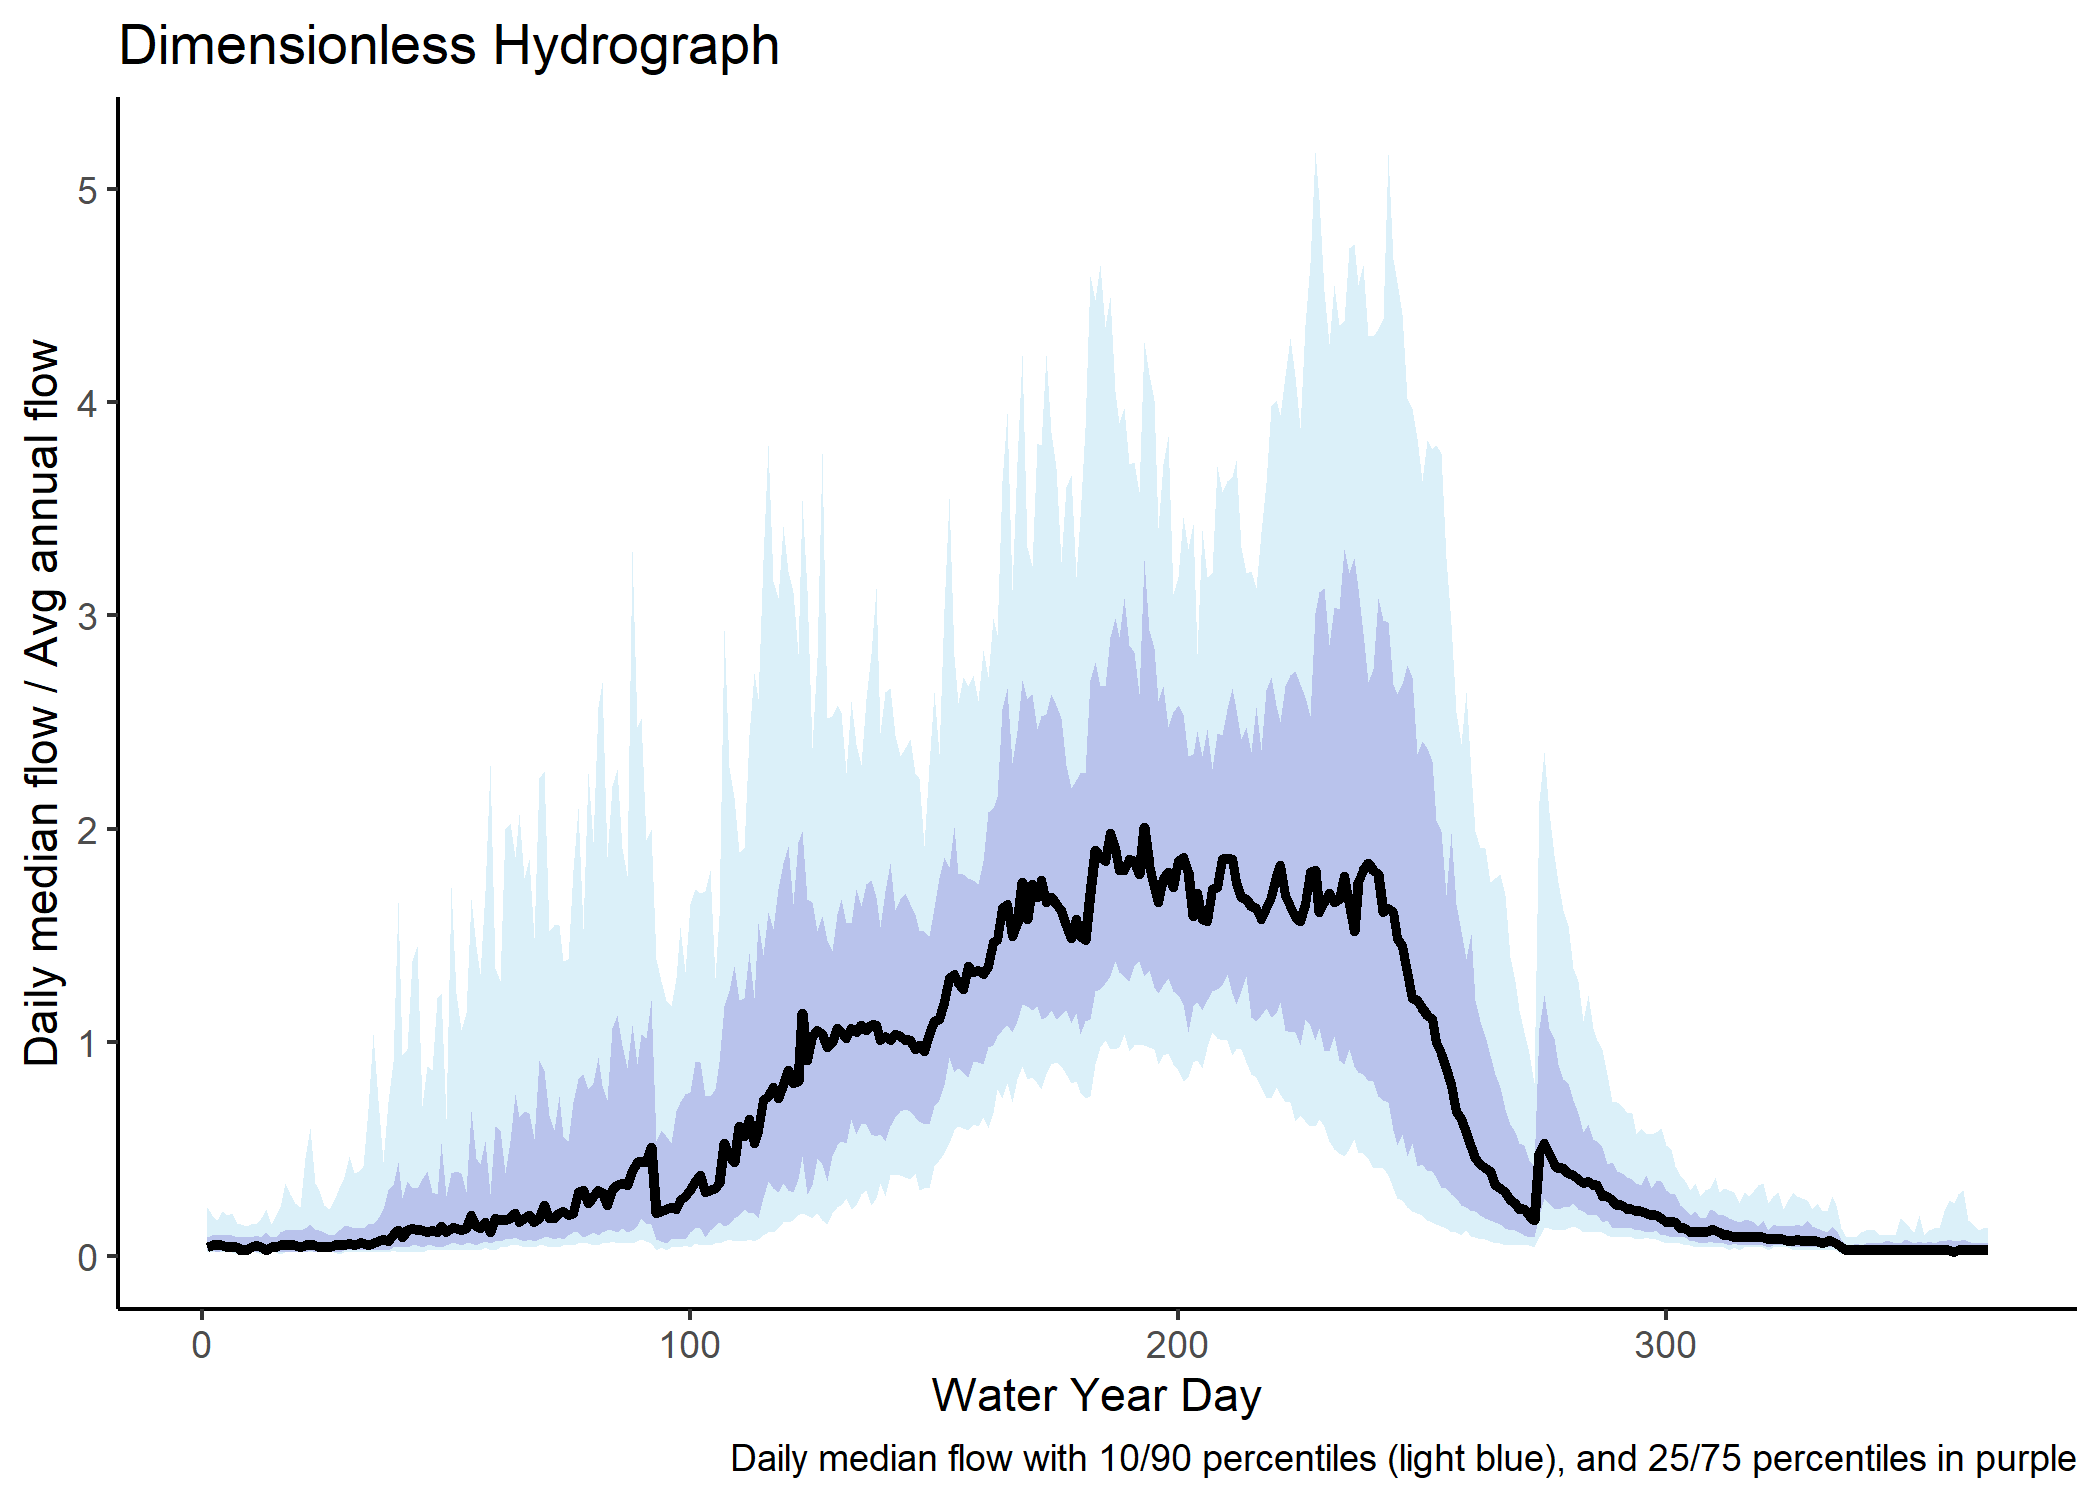 Dimensionless Hydrograph
Daily median flow / Avg annual flow
5
4
3
2
1
0
0 100 200 300
Water Year Day
Daily median flow with 10/90 percentiles (light blue), and 25/75 percentiles in purple